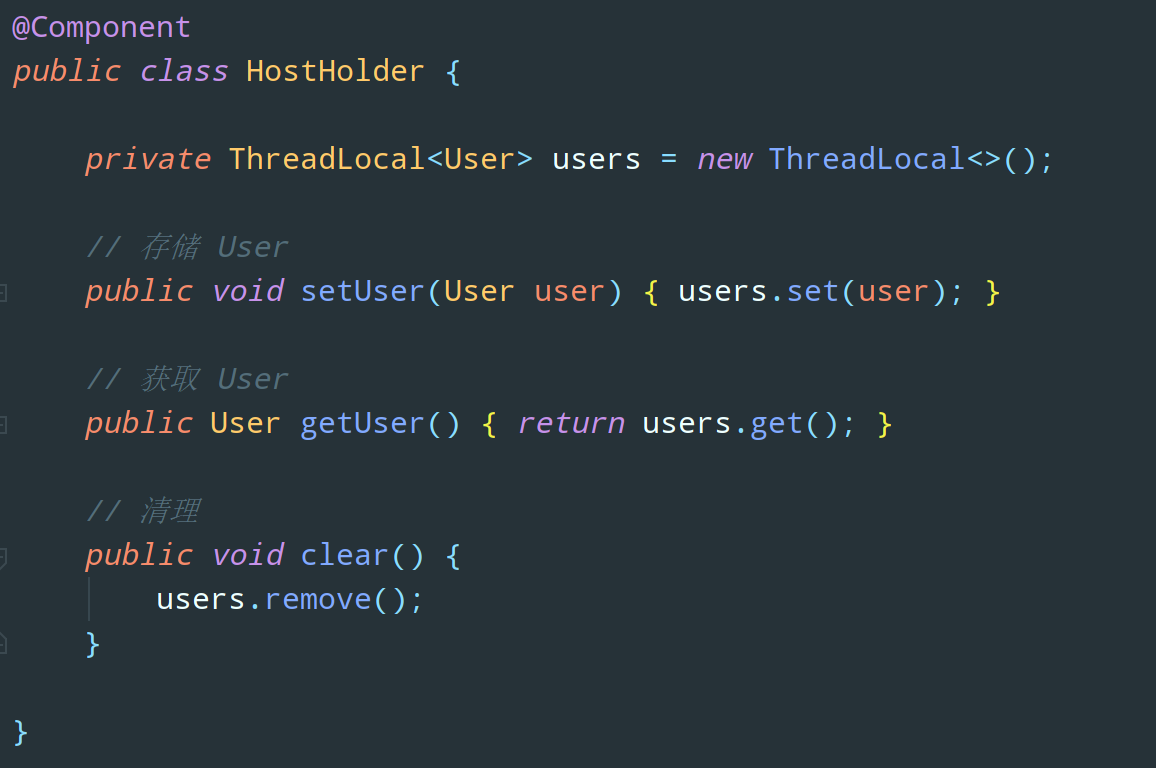 @Component
public class HostHolder {
private ThreadLocal<User> users = new ThreadLocal<>();
// 存储 User
public void setUser(User user) { users.set(user); }
// 获取 User
public User getUser() { return users.get(); }
// 清理
public void clear() {
users.remove();
}
}